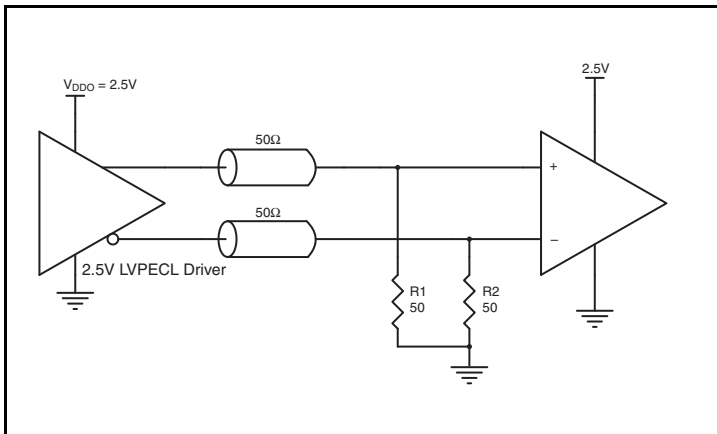 V_DDO = 2.5V
2.5V
50Ω
+
50Ω
−
2.5V LVPECL Driver
R1
50
R2
50